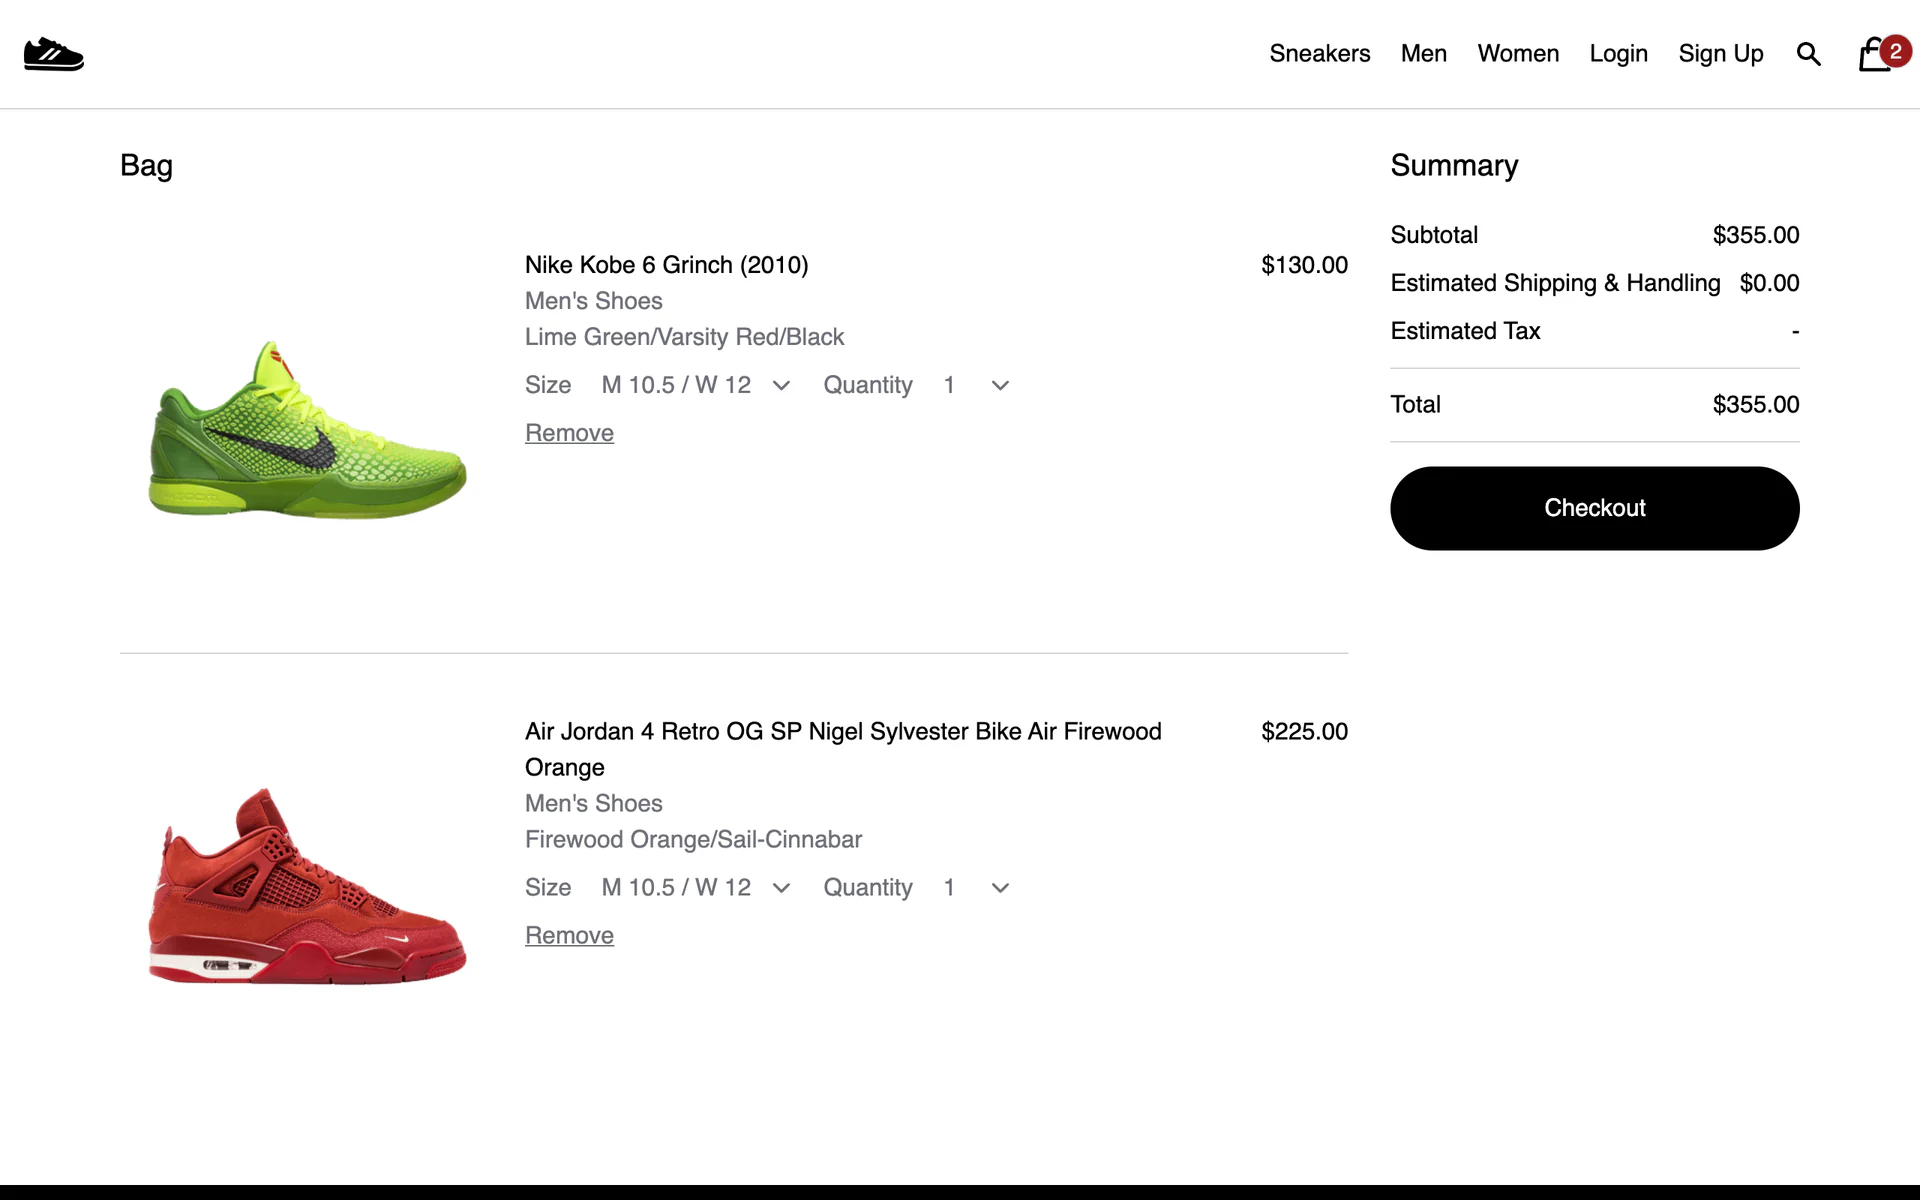 Sneakers Men Women Login Sign Up 2
Bag
Nike Kobe 6 Grinch (2010) $130.00
Men's Shoes
Lime Green/Varsity Red/Black
Size M 10.5 / W 12 Quantity 1
Remove
Air Jordan 4 Retro OG SP Nigel Sylvester Bike Air Firewood $225.00
Orange
Men's Shoes
Firewood Orange/Sail-Cinnabar
Size M 10.5 / W 12 Quantity 1
Remove
Summary
Subtotal $355.00
Estimated Shipping & Handling $0.00
Estimated Tax -
Total $355.00
Checkout